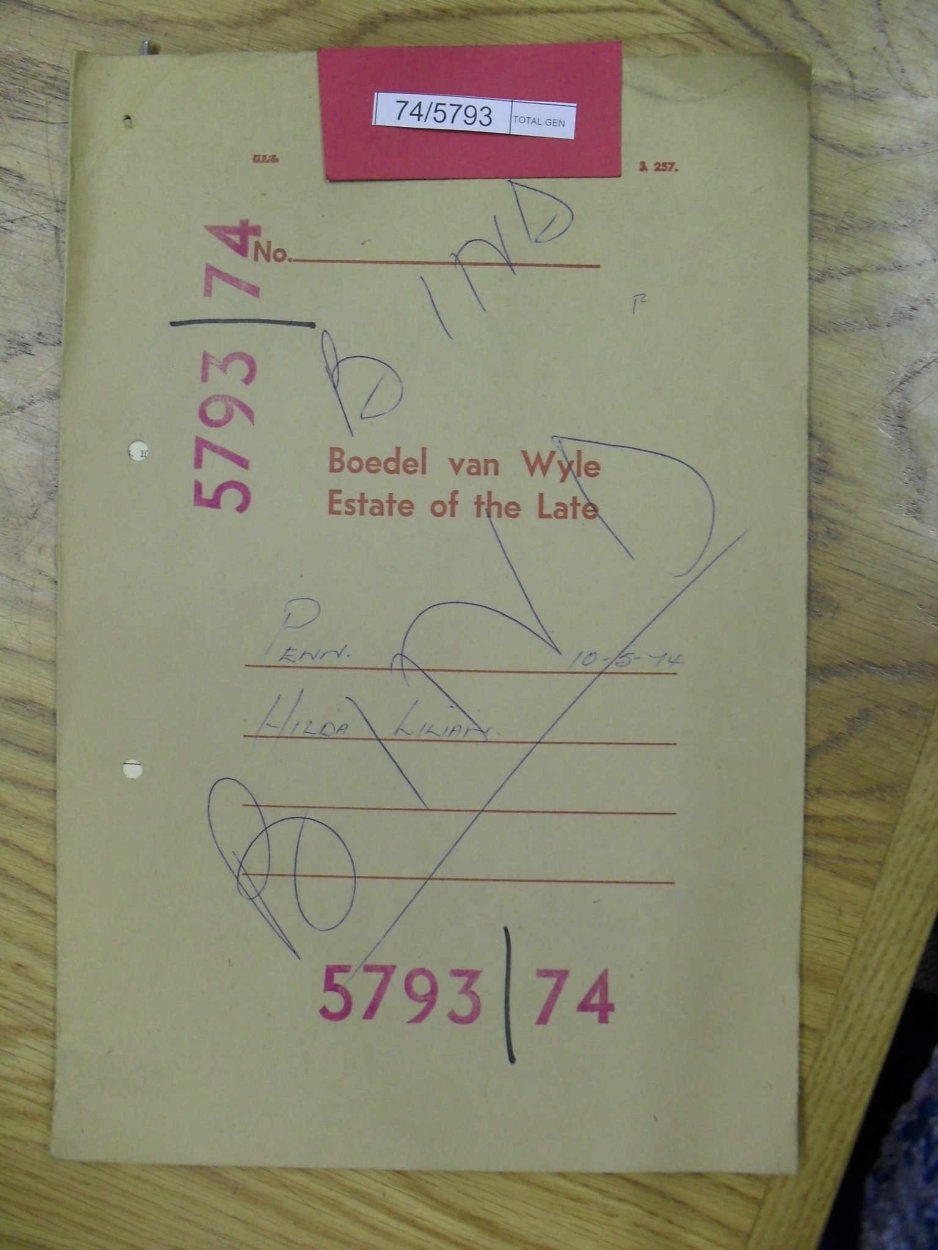 74/5793 TOTAL GEN
U.D.S. J. 257.
No.
5793/74
BIND
Boedel van Wyle
Estate of the Late
BIND
PENN. 10-5-74
HILDA LILIAN.
5793/74